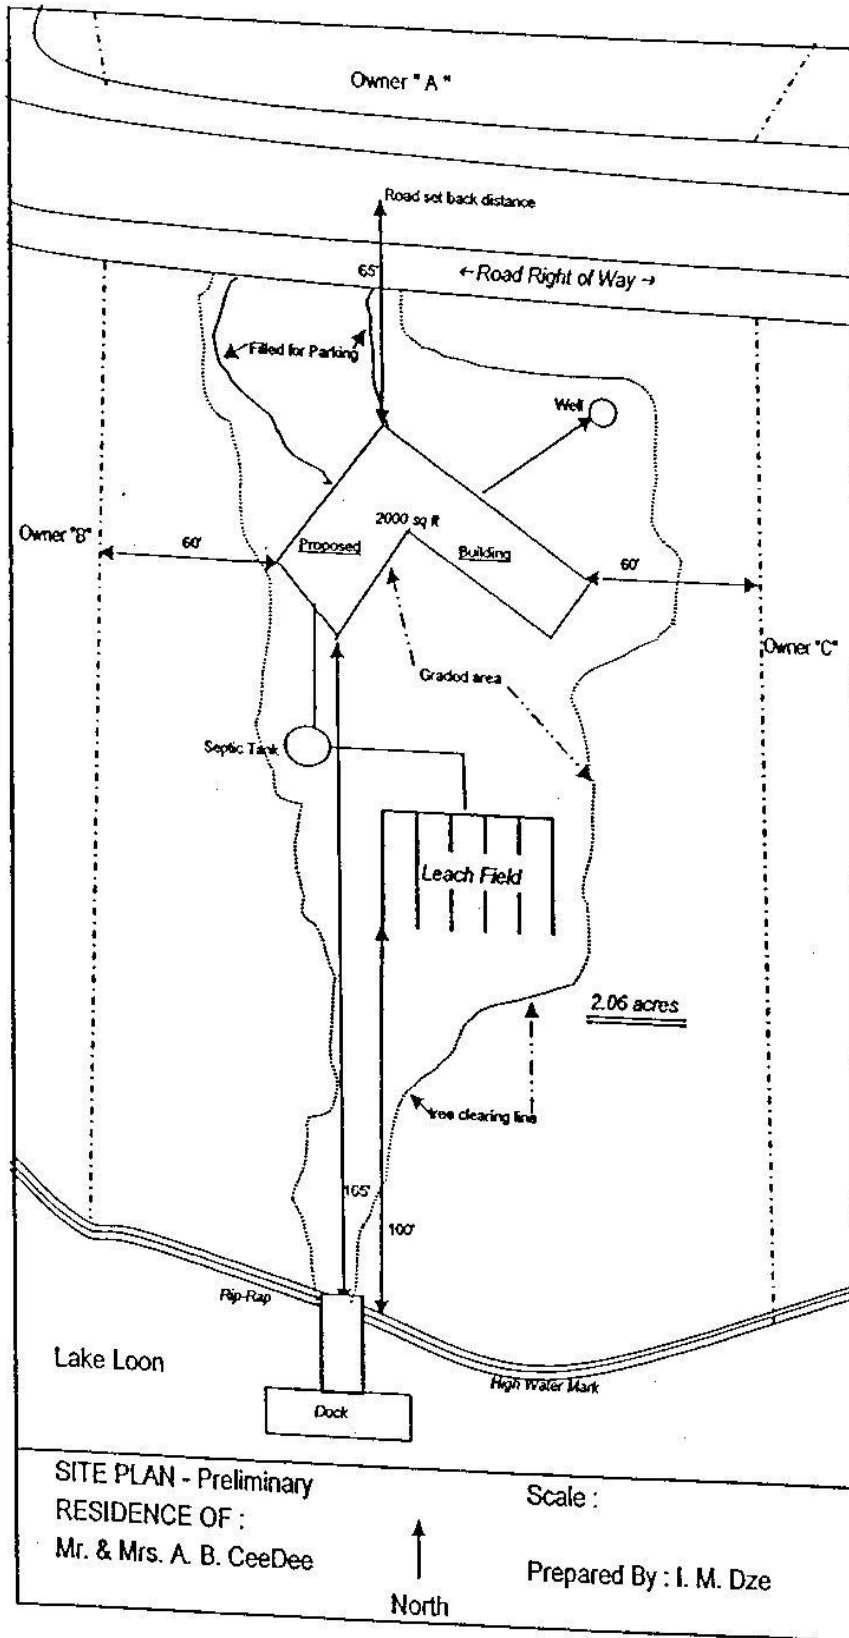 Owner " A "
Road set back distance
65'
←Road Right of Way→
Filled for Parking
Well
2000 sq ft
Owner "B"
60'
Proposed
Building
60'
Owner "C"
Graded area
Septic Tank
Leach Field
2.06 acres
tree clearing line
165'
100'
Rip-Rap
Lake Loon
High Water Mark
Dock
SITE PLAN - Preliminary
RESIDENCE OF :
Mr. & Mrs. A. B. CeeDee
North
Scale :
Prepared By : I. M. Dze